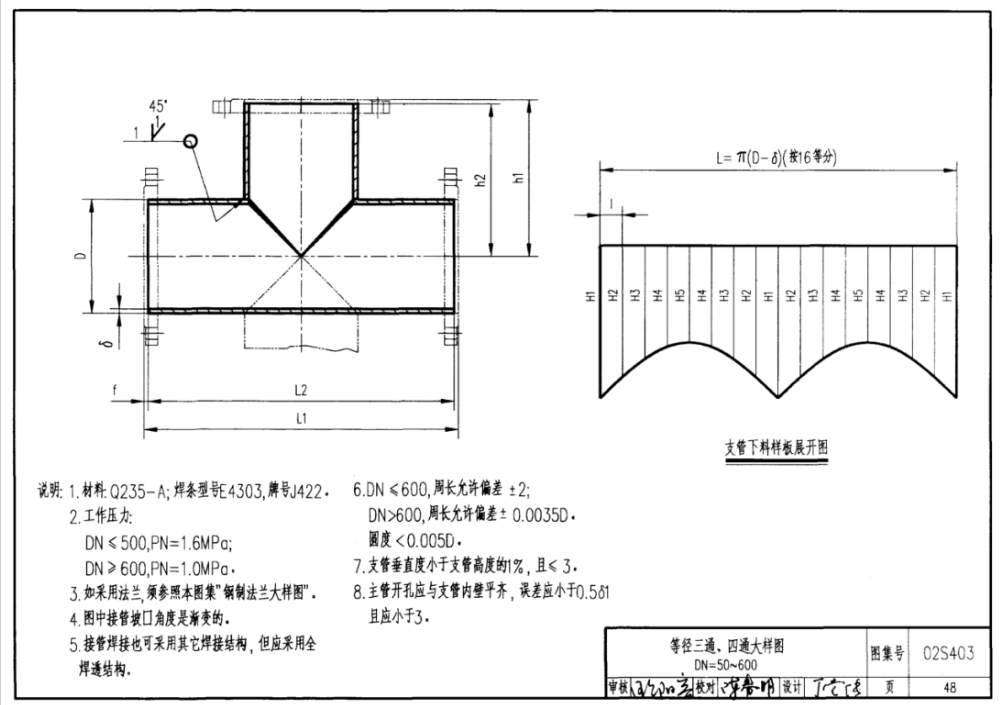 45°
1
1
h2
h1
D
δ
f
L2
L1
L= π(D-δ)(按16等分)
l
H1 H2 H3 H4 H5 H4 H3 H2 H1 H2 H3 H4 H5 H4 H3 H2 H1
支管下料样板展开图
说明: 1.材料:Q235-A; 焊条型号E4303,牌号J422。
2.工作压力:
DN≤500,PN=1.6MPa;
DN≥600,PN=1.0MPa。
3.如采用法兰,须参照本图集"钢制法兰大样图"。
4.图中接管坡口角度是渐变的。
5.接管焊接也可采用其它焊接结构,但应采用全
焊透结构。
6.DN≤600,周长允许偏差 ±2;
DN>600,周长允许偏差± 0.0035D。
圆度<0.005D。
7.支管垂直度小于支管高度的1%, 且≤3。
8.主管开孔应与支管内壁平齐, 误差应小于0.5δ1
且应小于3。
等径三通、四通大样图
DN=50~600
图集号 02S403
审核 校对 设计 页 48